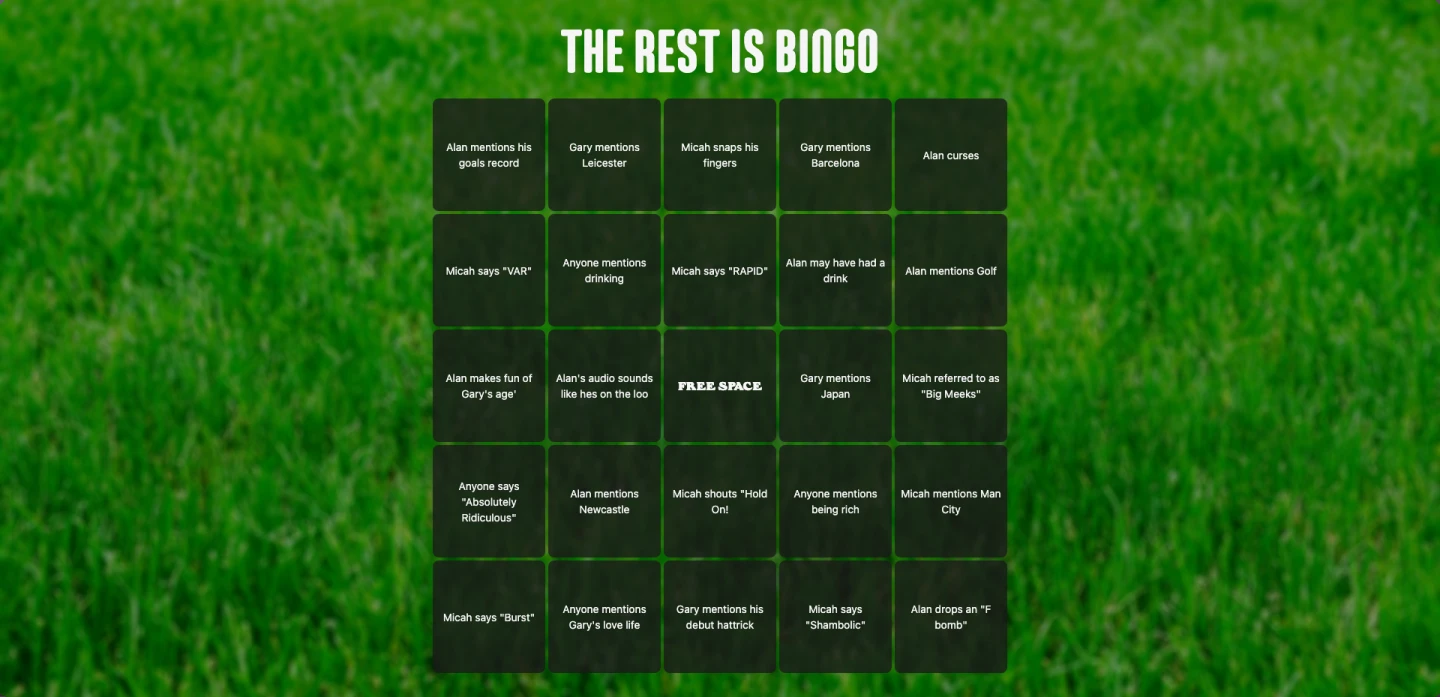 THE REST IS BINGO
Alan mentions his
goals record
Gary mentions
Leicester
Micah snaps his
fingers
Gary mentions
Barcelona
Alan curses
Micah says "VAR"
Anyone mentions
drinking
Micah says "RAPID"
Alan may have had a
drink
Alan mentions Golf
Alan makes fun of
Gary's age'
Alan's audio sounds
like hes on the loo
FREE SPACE
Gary mentions
Japan
Micah referred to as
"Big Meeks"
Anyone says
"Absolutely
Ridiculous"
Alan mentions
Newcastle
Micah shouts "Hold
On!
Anyone mentions
being rich
Micah mentions Man
City
Micah says "Burst"
Anyone mentions
Gary's love life
Gary mentions his
debut hattrick
Micah says
"Shambolic"
Alan drops an "F
bomb"